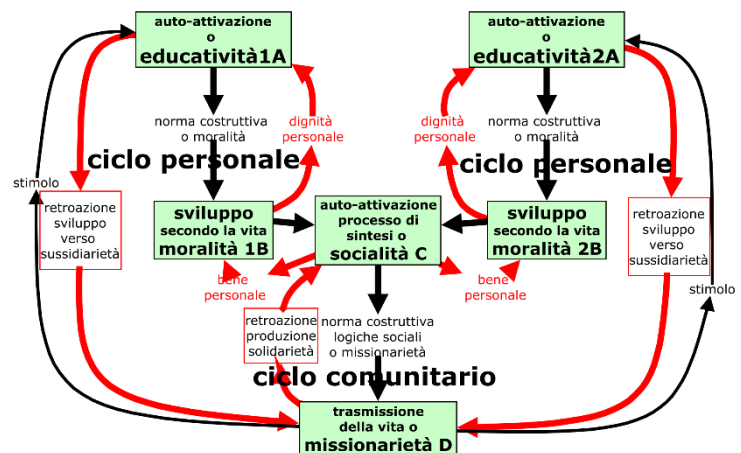 auto-attivazione
o
educatività1A
auto-attivazione
o
educatività2A
norma costruttiva
o moralità
dignità
personale
dignità
personale
norma costruttiva
o moralità
ciclo personale
ciclo personale
stimolo
retroazione
sviluppo
verso
sussidiarietà
sviluppo
secondo la vita
moralità 1B
auto-attivazione
processo di
sintesi o
socialità C
sviluppo
secondo la vita
moralità 2B
retroazione
sviluppo
verso
sussidiarietà
stimolo
bene
personale
bene
personale
retroazione
produzione
solidarietà
norma costruttiva
logiche sociali
o missionarietà
ciclo comunitario
trasmissione
della vita o
missionarietà D